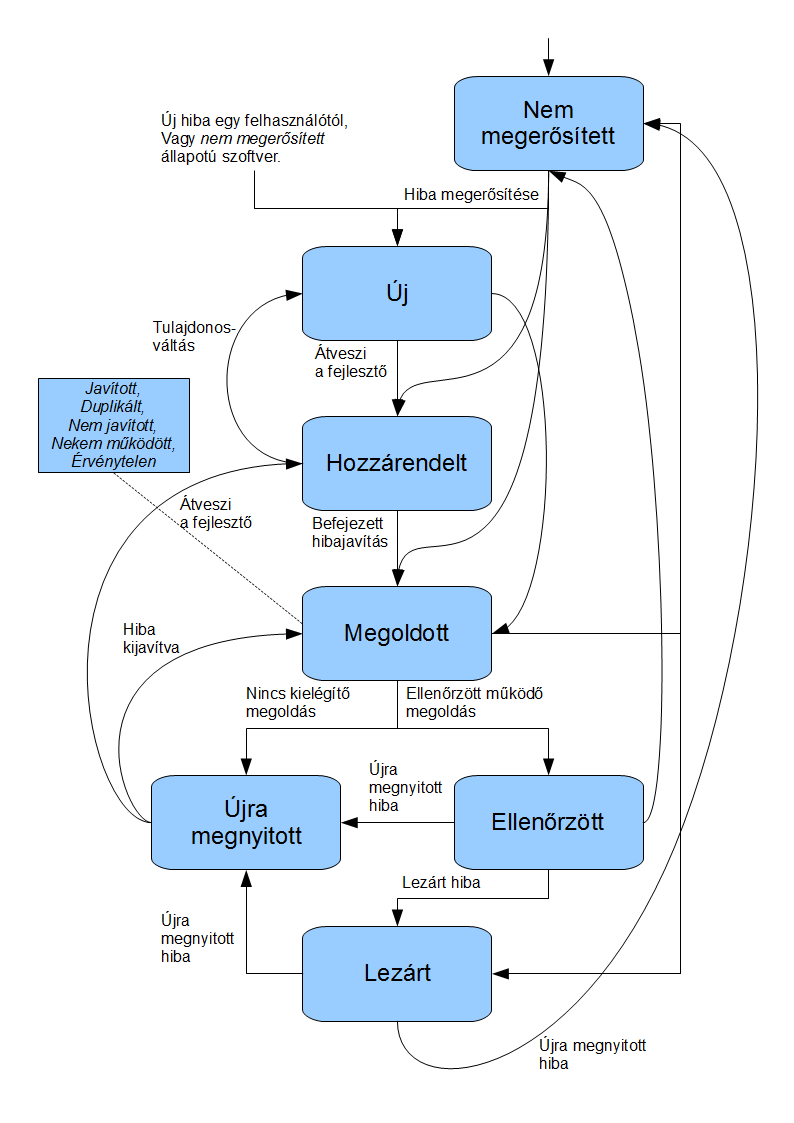 Nem
megerősített
Új hiba egy felhasználótól,
Vagy nem megerősített
állapotú szoftver.
Hiba megerősítése
Új
Tulajdonos-
váltás
Átveszi
a fejlesztő
Javított,
Duplikált,
Nem javított,
Nekem működött,
Érvénytelen
Hozzárendelt
Átveszi
a fejlesztő
Befejezett
hibajavítás
Hiba
kijavítva
Megoldott
Nincs kielégítő
megoldás
Ellenőrzött működő
megoldás
Újra
megnyitott
Újra
megnyitott
hiba
Ellenőrzött
Lezárt hiba
Újra
megnyitott
hiba
Lezárt
Újra megnyitott
hiba